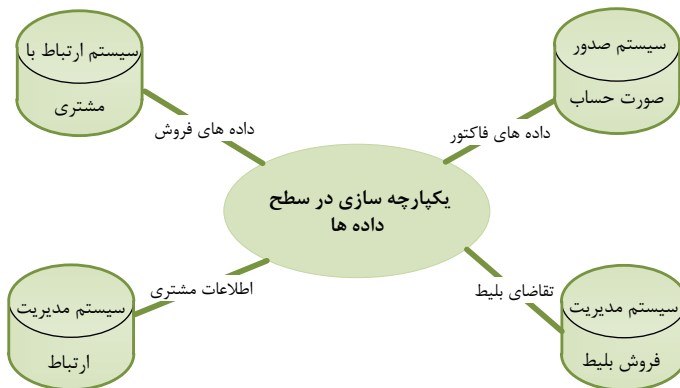 سیستم صدور
صورت حساب
سیستم ارتباط با
مشتری
داده های فاکتور
داده های فروش
یکپارچه سازی در سطح
داده ها
تقاضای بلیط
اطلاعات مشتری
سیستم مدیریت
فروش بلیط
سیستم مدیریت
ارتباط